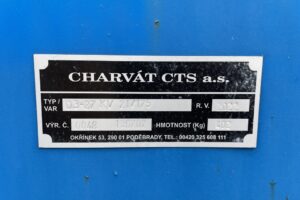 CHARVÁT CTS a.s.
TYP / VAR
R. V.
VÝR. Č.
HMOTNOST (Kg)
OKŘÍNEK 53, 290 01 PODĚBRADY, TEL.: 00420 325 608 111